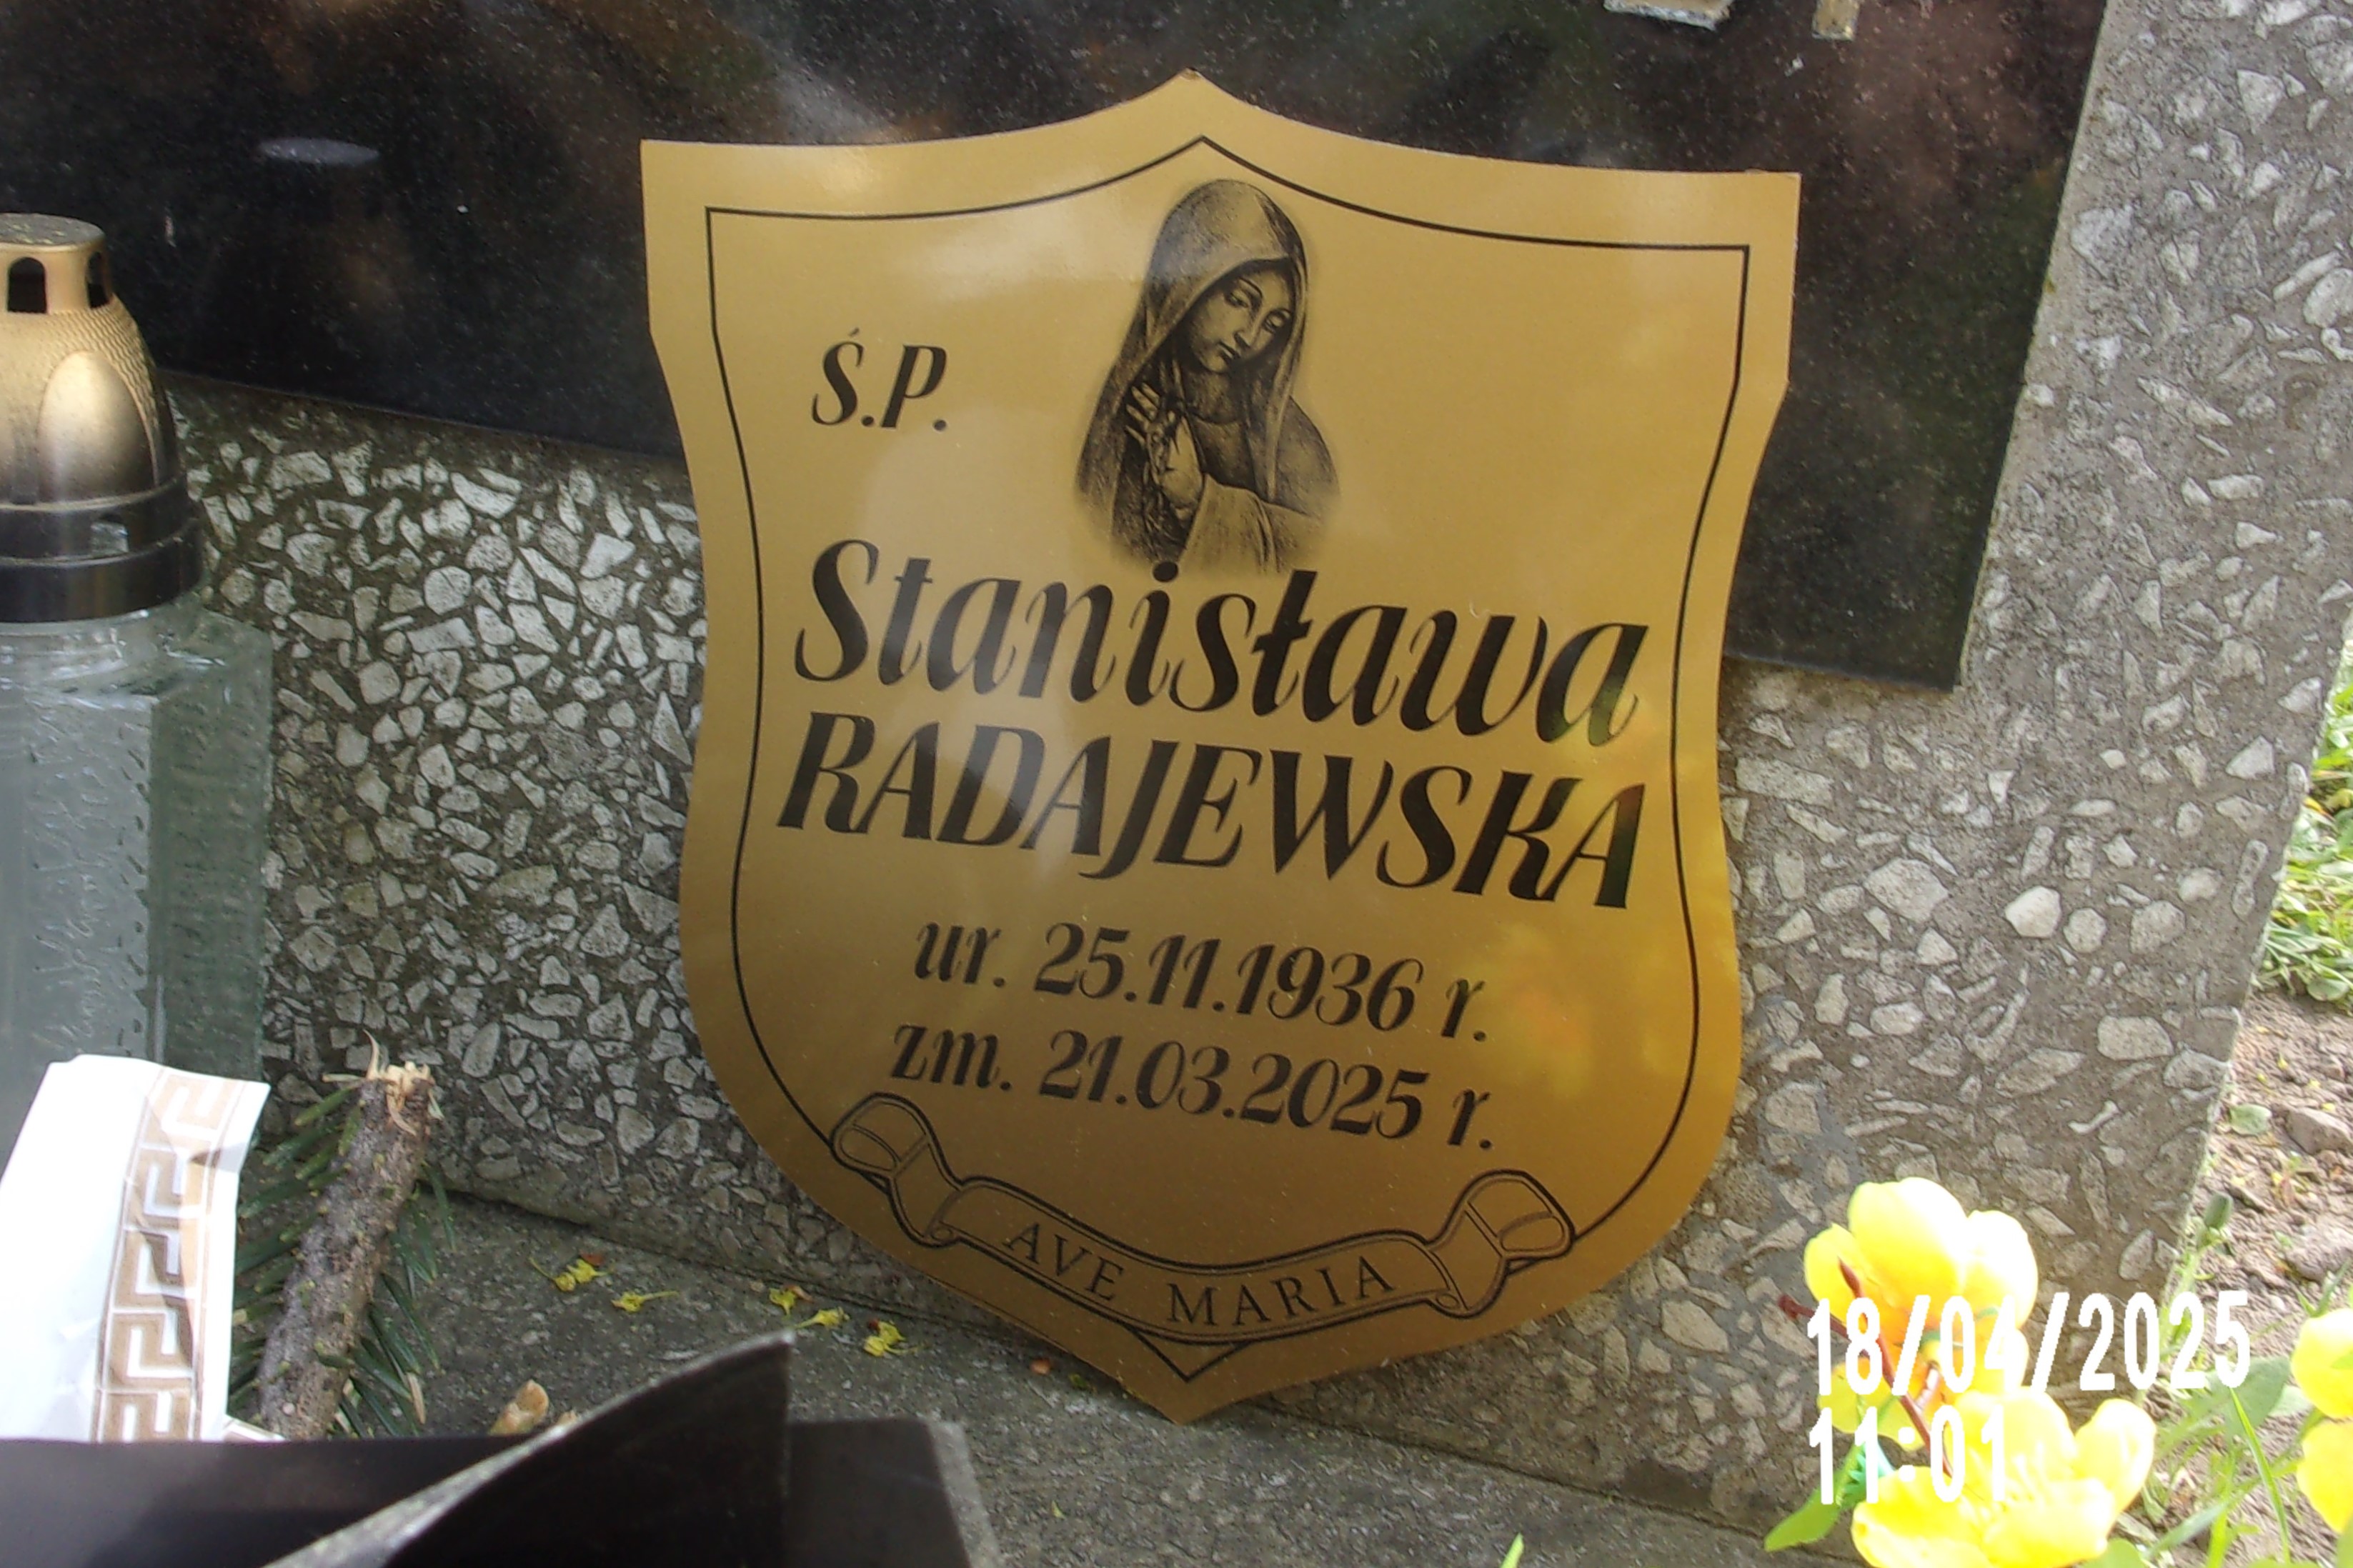 Ś.P.
Stanisława
RADAJEWSKA
ur. 25.11.1936 r.
zm. 21.03.2025 r.
AVE MARIA
18/04/2025
11:01